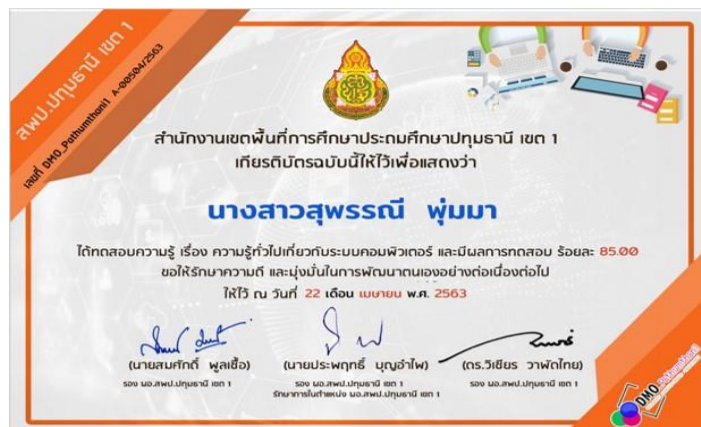 สพป.ปทุมธานี เขต 1
เลขที่ DMO_Pathumthani1 A-00504/2563
สำนักงานเขตพื้นที่การศึกษาประถมศึกษาปทุมธานี เขต 1
เกียรติบัตรฉบับนี้ให้ไว้เพื่อแสดงว่า
นางสาวสุพรรณี พุ่มมา
ได้ทดสอบความรู้ เรื่อง ความรู้ทั่วไปเกี่ยวกับระบบคอมพิวเตอร์ และมีผลการทดสอบ ร้อยละ 85.00
ขอให้รักษาความดี และมุ่งมั่นในการพัฒนาตนเองอย่างต่อเนื่องต่อไป
ให้ไว้ ณ วันที่ 22 เดือน เมษายน พ.ศ. 2563
(นายสมศักดิ์ พูลเชื้อ) (นายประพฤทธิ์ บุญอำไพ) (ดร.วิเชียร วาพัดไทย)
รอง ผอ.สพป.ปทุมธานี เขต 1 รอง ผอ.สพป.ปทุมธานี เขต 1 รอง ผอ.สพป.ปทุมธานี เขต 1
รักษาการในตำแหน่ง ผอ.สพป.ปทุมธานี เขต 1
DMO Pathumthani1